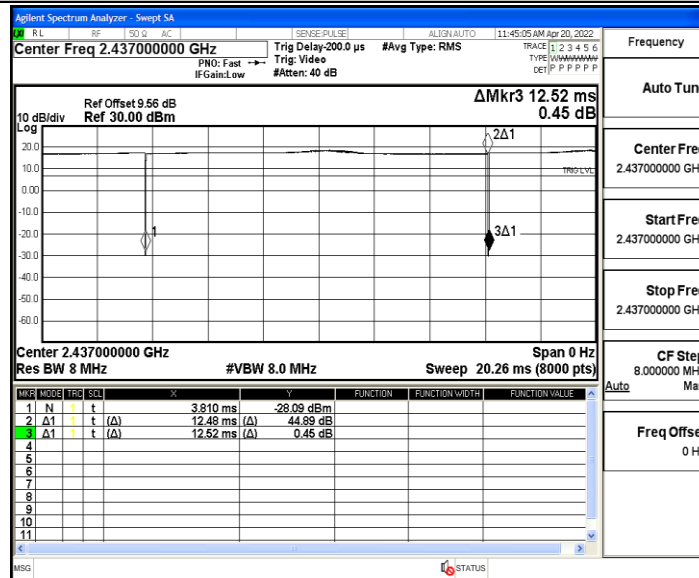 Agilent Spectrum Analyzer - Swept SA
RL RF 50 Ω AC SENSE:PULSE ALIGN AUTO 11:45:05 AM Apr 20, 2022
Center Freq 2.437000000 GHz
PNO: Fast
IFGain:Low
Trig Delay-200.0 µs
Trig: Video
#Atten: 40 dB
#Avg Type: RMS
TRACE 1 2 3 4 5 6
TYPE WWWWWW
DET P P P P P P
Frequency
Auto Tun
Center Fre
2.437000000 GH
Start Fre
2.437000000 GH
Stop Fre
2.437000000 GH
CF Step
8.000000 MH
Auto Ma
Freq Offse
0 H
ΔMkr3 12.52 ms
0.45 dB
Ref Offset 9.56 dB
10 dB/div Ref 30.00 dBm
Log
20.0
10.0
0.00
-10.0
-20.0
-30.0
-40.0
-50.0
-60.0
2Δ1
TRIG LVL
1
3Δ1
Center 2.437000000 GHz Span 0 Hz
Res BW 8 MHz #VBW 8.0 MHz Sweep 20.26 ms (8000 pts)
MKR MODE TRC SCL X Y FUNCTION FUNCTION WIDTH FUNCTION VALUE
1 N 1 t 3.810 ms -28.09 dBm
2 Δ1 1 t (Δ) 12.48 ms (Δ) 44.89 dB
3 Δ1 1 t (Δ) 12.52 ms (Δ) 0.45 dB
4
5
6
7
8
9
10
11
MSG STATUS